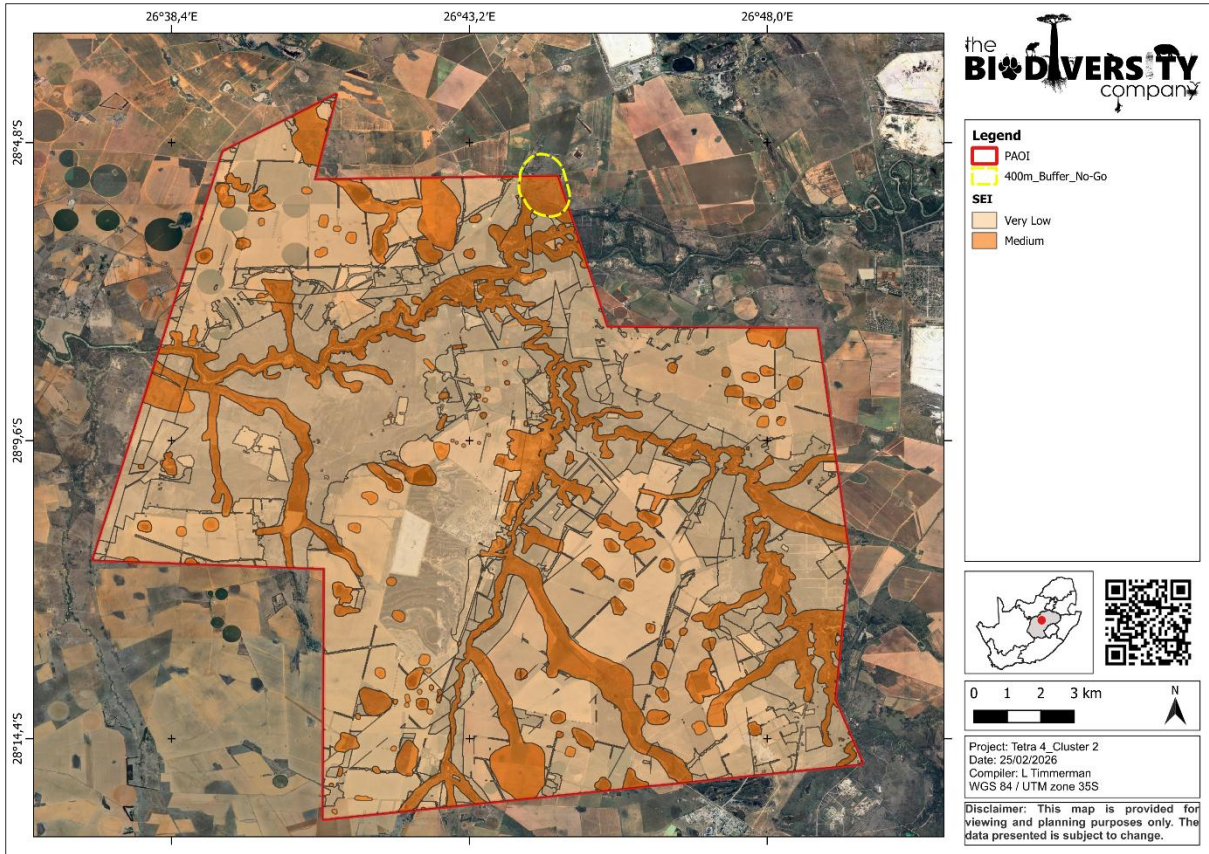 26°38,4'E
26°43,2'E
26°48,0'E
28°4,8'S
28°9,6'S
28°14,4'S
the
BIODIVERSITY
company
Legend
PAOI
400m_Buffer_No-Go
SEI
Very Low
Medium
0 1 2 3 km
N
Project: Tetra 4_Cluster 2
Date: 25/02/2026
Compiler: L Timmerman
WGS 84 / UTM zone 35S
Disclaimer: This map is provided for
viewing and planning purposes only. The
data presented is subject to change.